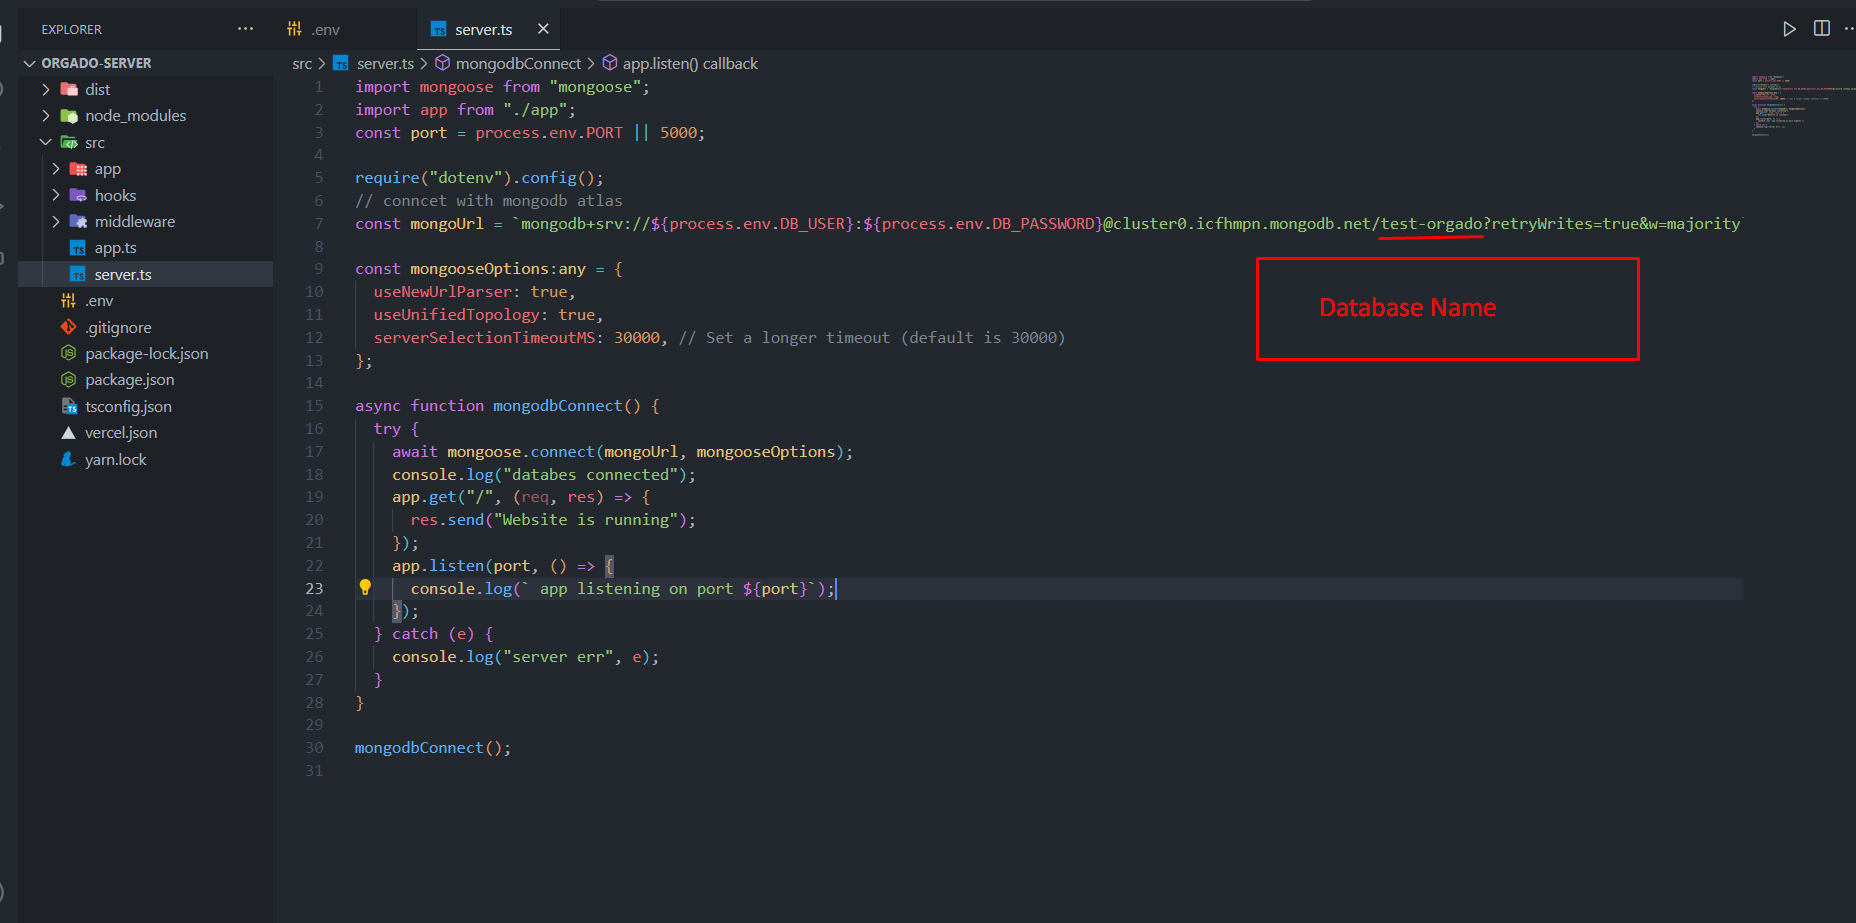 EXPLORER ···
.env
server.ts
ORGADO-SERVER
dist
node_modules
src
app
hooks
middleware
app.ts
server.ts
.env
.gitignore
package-lock.json
package.json
tsconfig.json
vercel.json
yarn.lock
src > server.ts > mongodbConnect > app.listen() callback
1 import mongoose from "mongoose";
2 import app from "./app";
3 const port = process.env.PORT || 5000;
4
5 require("dotenv").config();
6 // conncet with mongodb atlas
7 const mongoUrl = `mongodb+srv://${process.env.DB_USER}:${process.env.DB_PASSWORD}@cluster0.icfhmpn.mongodb.net/test-orgado?retryWrites=true&w=majority`
8
9 const mongooseOptions:any = {
10 useNewUrlParser: true,
11 useUnifiedTopology: true,
12 serverSelectionTimeoutMS: 30000, // Set a longer timeout (default is 30000)
13 };
14
15 async function mongodbConnect() {
16 try {
17 await mongoose.connect(mongoUrl, mongooseOptions);
18 console.log("databes connected");
19 app.get("/", (req, res) => {
20 res.send("Website is running");
21 });
22 app.listen(port, () => {
23 console.log(` app listening on port ${port}`);
24 });
25 } catch (e) {
26 console.log("server err", e);
27 }
28 }
29
30 mongodbConnect();
31
Database Name